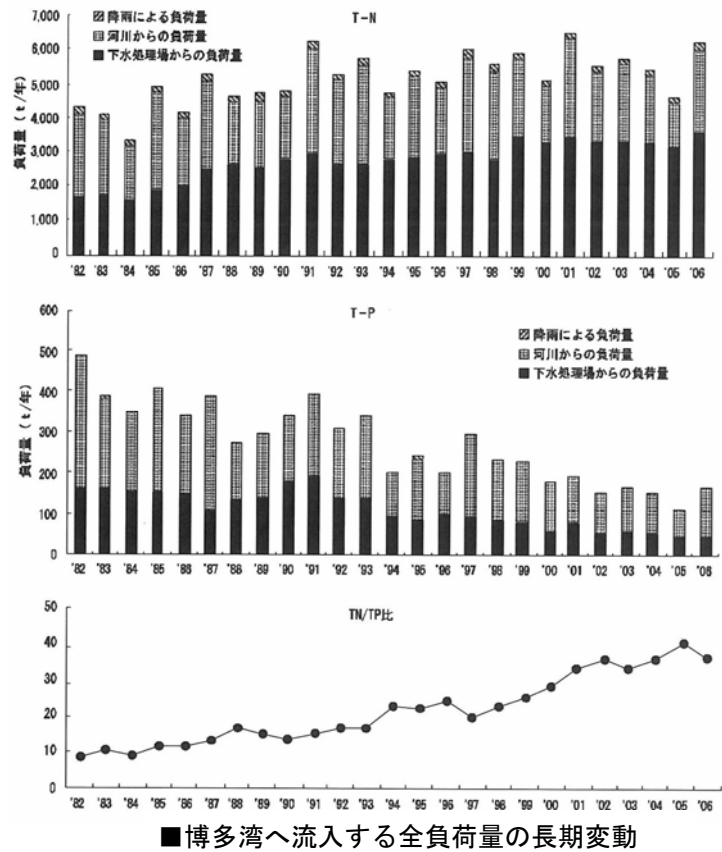 T-N
降雨による負荷量
河川からの負荷量
下水処理場からの負荷量
負荷量(t/年)
7,000
6,000
5,000
4,000
3,000
2,000
1,000
0
'82 '83 '84 '85 '86 '87 '88 '89 '90 '91 '92 '93 '94 '95 '96 '97 '98 '99 '00 '01 '02 '03 '04 '05 '06
T-P
降雨による負荷量
河川からの負荷量
下水処理場からの負荷量
負荷量(t/年)
600
500
400
300
200
100
0
'82 '83 '84 '85 '86 '87 '88 '89 '90 '91 '92 '93 '94 '95 '96 '97 '98 '99 '00 '01 '02 '03 '04 '05 '06
TN/TP比
50
40
30
20
10
0
'82 '83 '84 '85 '86 '87 '88 '89 '90 '91 '92 '93 '94 '95 '96 '97 '98 '99 '00 '01 '02 '03 '04 '05 '06
■博多湾へ流入する全負荷量の長期変動